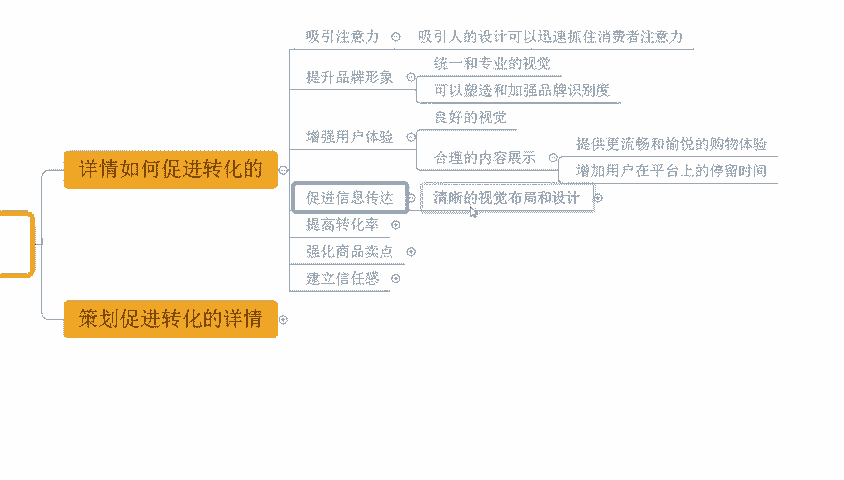 吸引注意力 吸引人的设计可以迅速抓住消费者注意力
提升品牌形象
统一和专业的视觉
可以塑造和加强品牌识别度
增强用户体验
良好的视觉
合理的内容展示
提供更流畅和愉悦的购物体验
增加用户在平台上的停留时间
详情如何促进转化的
促进信息传达 清晰的视觉布局和设计
提高转化率
强化商品卖点
建立信任感
策划促进转化的详情